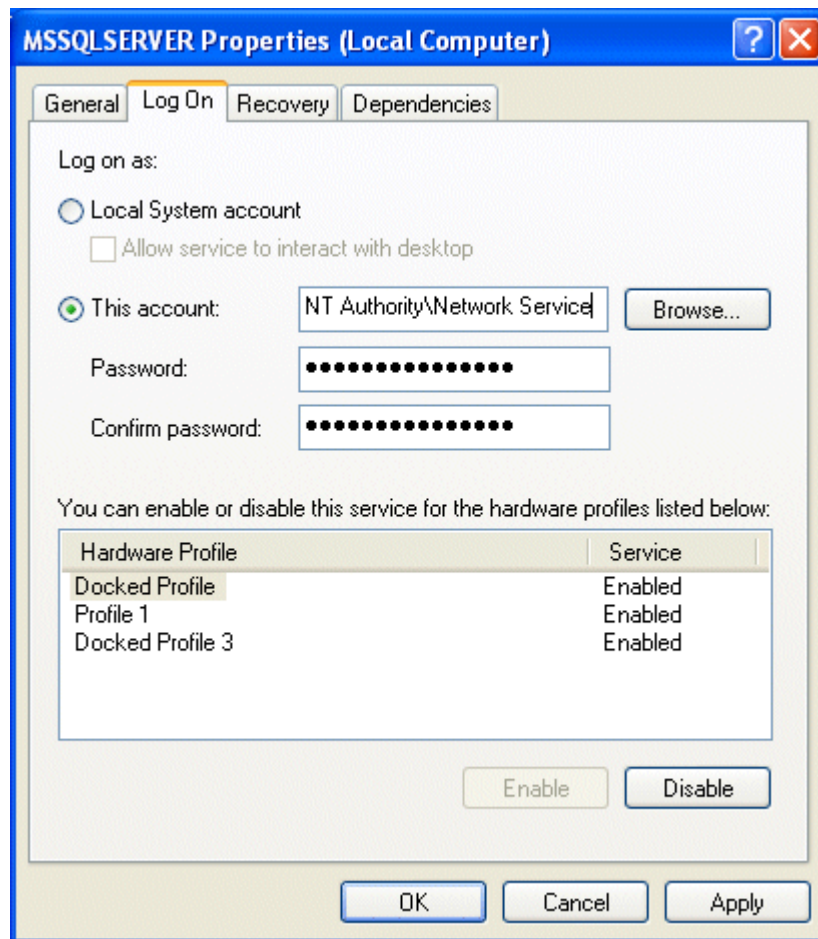 MSSQLSERVER Properties (Local Computer)
General Log On Recovery Dependencies
Log on as:
Local System account
Allow service to interact with desktop
This account: NT Authority\Network Service Browse...
Password: ●●●●●●●●●●●●●●●
Confirm password: ●●●●●●●●●●●●●●●
You can enable or disable this service for the hardware profiles listed below:
Hardware Profile Service
Docked Profile Enabled
Profile 1 Enabled
Docked Profile 3 Enabled
Enable Disable
OK Cancel Apply